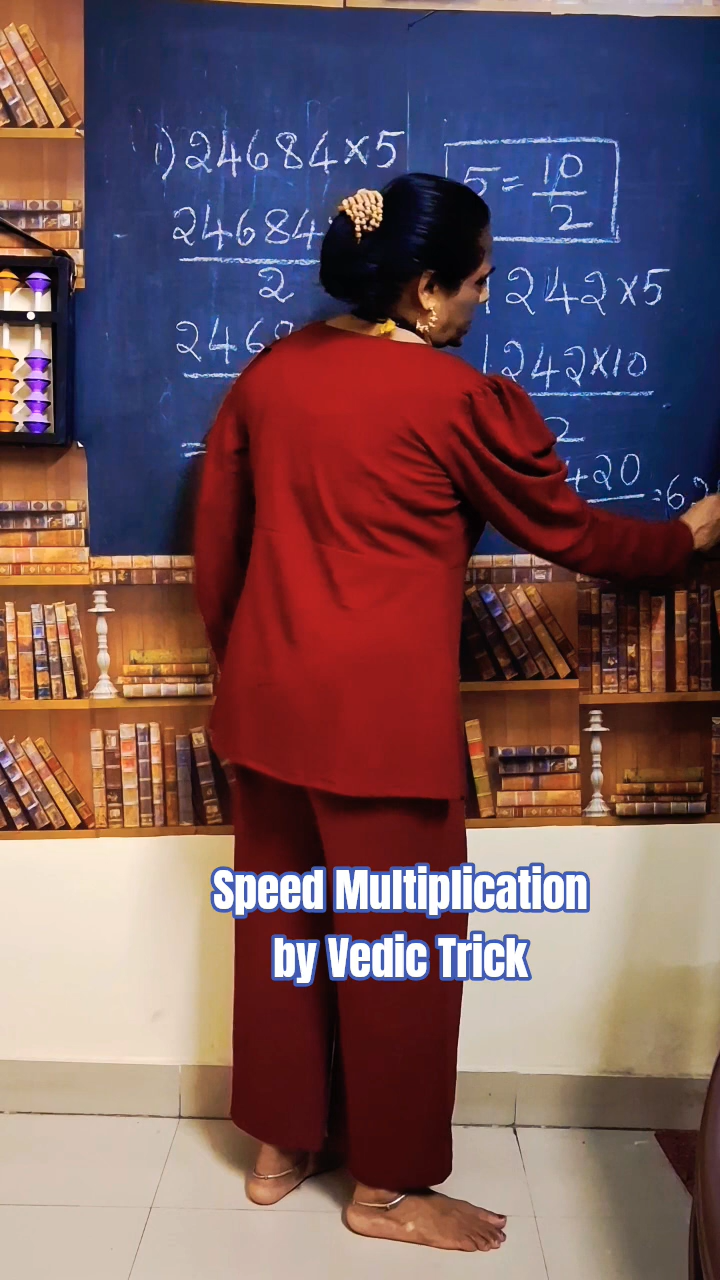 1) 24684×5
24684
2
246
5 = 10
2
1242×5
1242×10
2
420 = 6
Speed Multiplication
by Vedic Trick